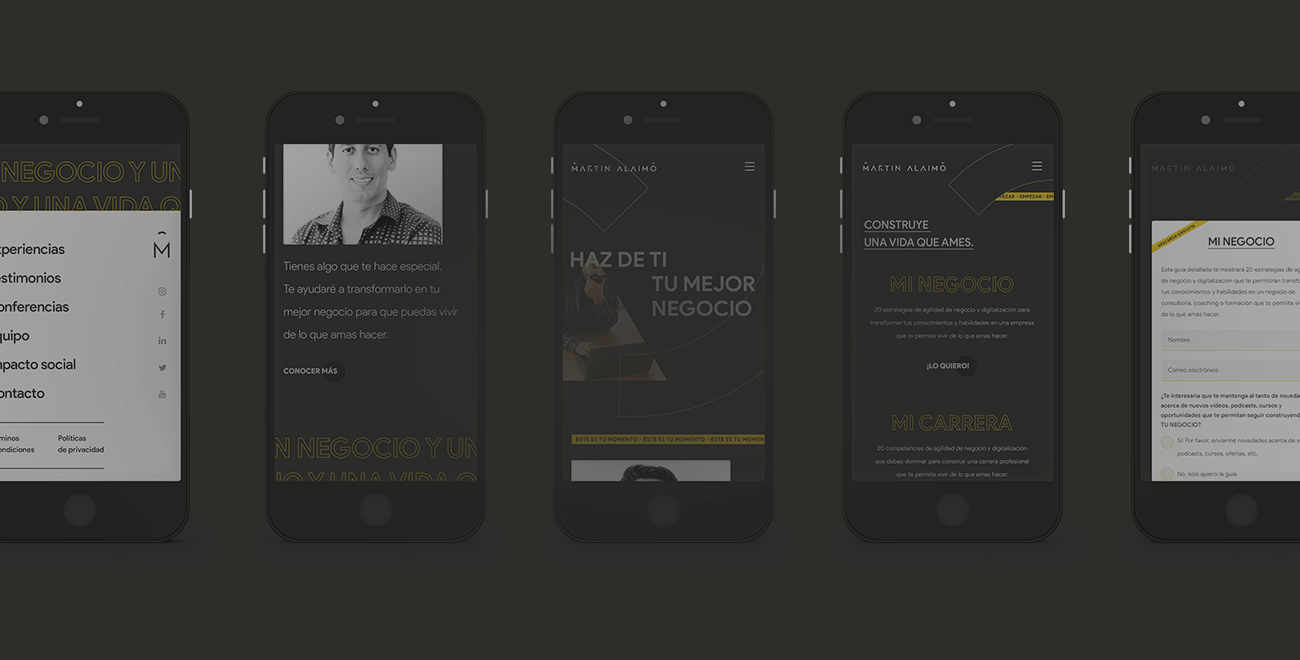 NEGOCIO Y UN
O Y UNA VIDA Q
xperiencias
M
estimonios
onferencias
quipo
mpacto social
ontacto
minos
ondiciones
Políticas
de privacidad
Tienes algo que te hace especial.
Te ayudaré a transformarlo en tu
mejor negocio para que puedas vivir
de lo que amas hacer.
CONOCER MÁS
N NEGOCIO Y UN
IO Y UNA VIDA Q
MARTIN ALAIMO
HAZ DE TI
TU MEJOR
NEGOCIO
ESTE ES TU MOMENTO - ESTE ES TU MOMENTO - ESTE ES TU MOMEN
MARTIN ALAIMO
PEZAR - EMPEZAR - EM
CONSTRUYE
UNA VIDA QUE AMES.
MI NEGOCIO
20 estrategias de agilidad de negocio y digitalización para
transformar tus conocimientos y habilidades en una empresa
que te permita vivir de lo que amas hacer.
¡LO QUIERO!
MI CARRERA
20 competencias de agilidad de negocio y digitalización
que debes dominar para construir una carrera profesional
que te permita vivir de lo que amas hacer.
MARTIN ALAIMO
DESCARGA GRATUITA
MI NEGOCIO
Esta guía detallada te mostrará 20 estrategias de ag
de negocio y digitalización que te permitirán transfo
tus conocimientos y habilidades en un negocio de
consultoría, coaching o formación que te permita vi
de lo que amas hacer.
Nombre
Correo electrónico
¿Te interesaría que te mantenga al tanto de noveda
acerca de nuevos videos, podcasts, cursos y
oportunidades que te permitan seguir construyend
TU NEGOCIO?
Sí! Por favor, enviarme novedades acerca de v
podcasts, cursos, ofertas, etc.
No, solo quiero la guía.